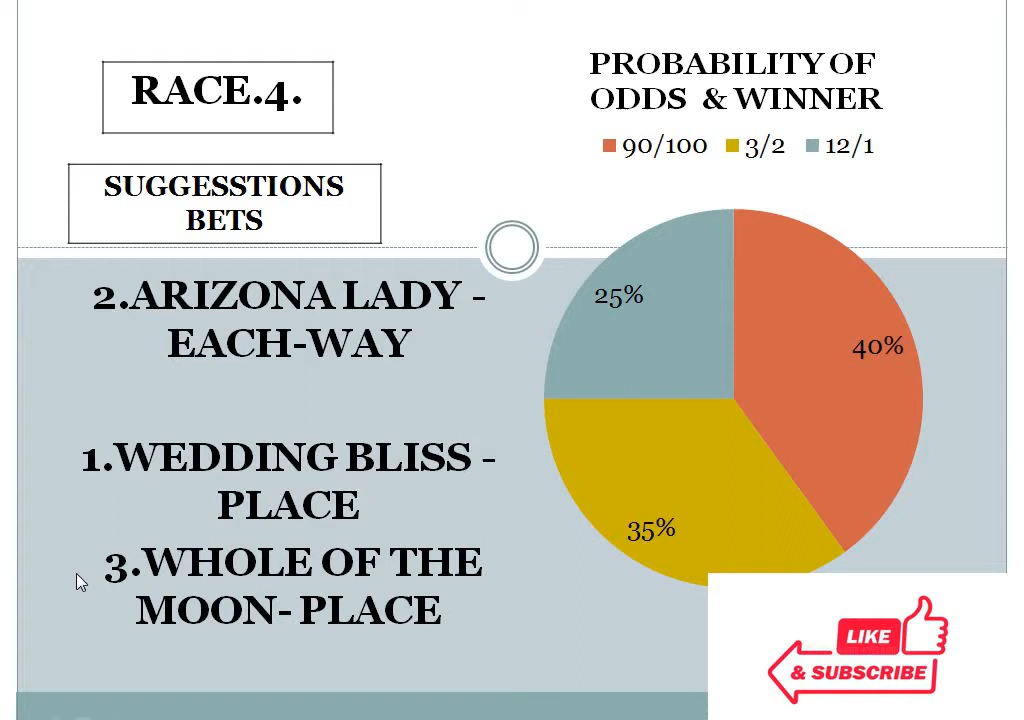 RACE.4.
SUGGESSTIONS
BETS
2.ARIZONA LADY -
EACH-WAY
1.WEDDING BLISS -
PLACE
3.WHOLE OF THE
MOON- PLACE
PROBABILITY OF
ODDS & WINNER
90/100 3/2 12/1
25%
40%
35%
LIKE
& SUBSCRIBE